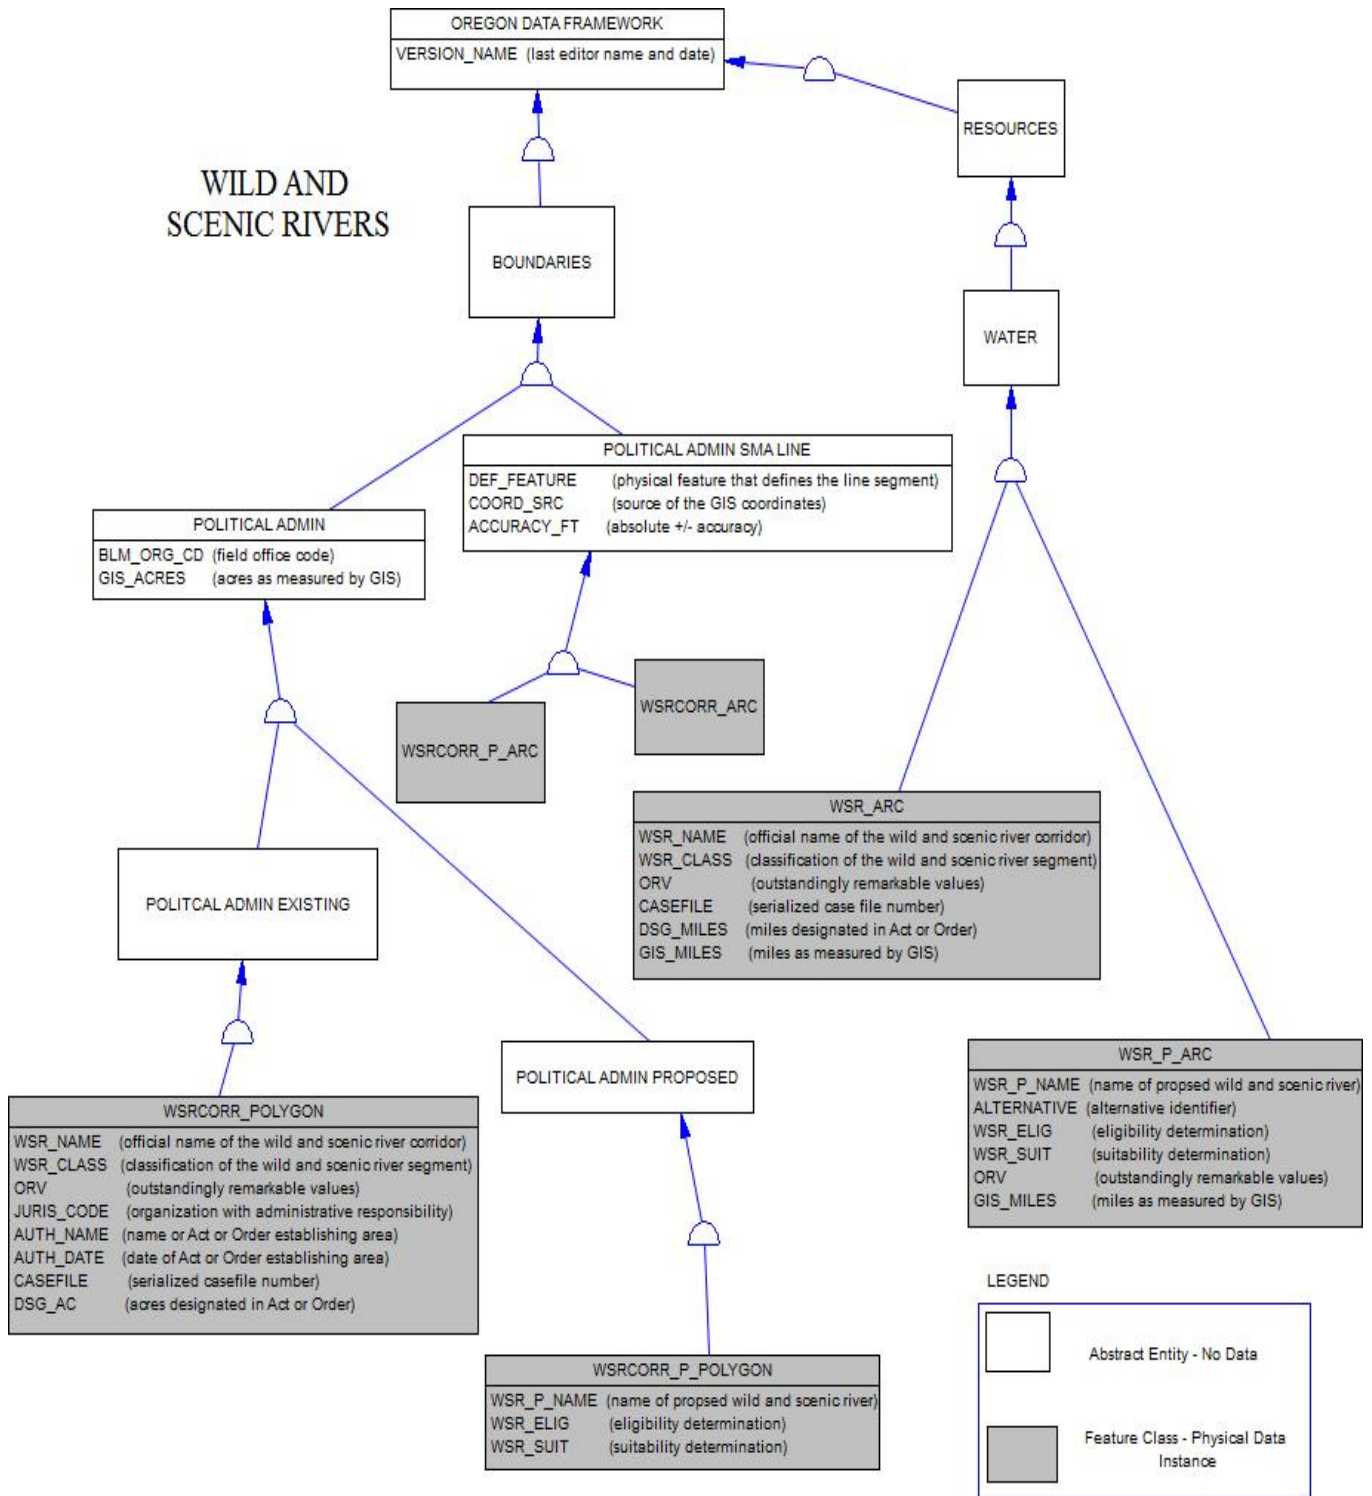 OREGON DATA FRAMEWORK
VERSION_NAME (last editor name and date)
RESOURCES
WILD AND
SCENIC RIVERS
BOUNDARIES
WATER
POLITICAL ADMIN SMA LINE
DEF_FEATURE (physical feature that defines the line segment)
COORD_SRC (source of the GIS coordinates)
ACCURACY_FT (absolute +/- accuracy)
POLITICAL ADMIN
BLM_ORG_CD (field office code)
GIS_ACRES (acres as measured by GIS)
WSRCORR_ARC
WSRCORR_P_ARC
WSR_ARC
WSR_NAME (official name of the wild and scenic river corridor)
WSR_CLASS (classification of the wild and scenic river segment)
ORV (outstandingly remarkable values)
CASEFILE (serialized case file number)
DSG_MILES (miles designated in Act or Order)
GIS_MILES (miles as measured by GIS)
POLITCAL ADMIN EXISTING
POLITICAL ADMIN PROPOSED
WSR_P_ARC
WSR_P_NAME (name of propsed wild and scenic river)
ALTERNATIVE (alternative identifier)
WSR_ELIG (eligibility determination)
WSR_SUIT (suitability determination)
ORV (outstandingly remarkable values)
GIS_MILES (miles as measured by GIS)
WSRCORR_POLYGON
WSR_NAME (official name of the wild and scenic river corridor)
WSR_CLASS (classification of the wild and scenic river segment)
ORV (outstandingly remarkable values)
JURIS_CODE (organization with administrative responsibility)
AUTH_NAME (name or Act or Order establishing area)
AUTH_DATE (date of Act or Order establishing area)
CASEFILE (serialized casefile number)
DSG_AC (acres designated in Act or Order)
WSRCORR_P_POLYGON
WSR_P_NAME (name of propsed wild and scenic river)
WSR_ELIG (eligibility determination)
WSR_SUIT (suitability determination)
LEGEND
Abstract Entity - No Data
Feature Class - Physical Data
Instance